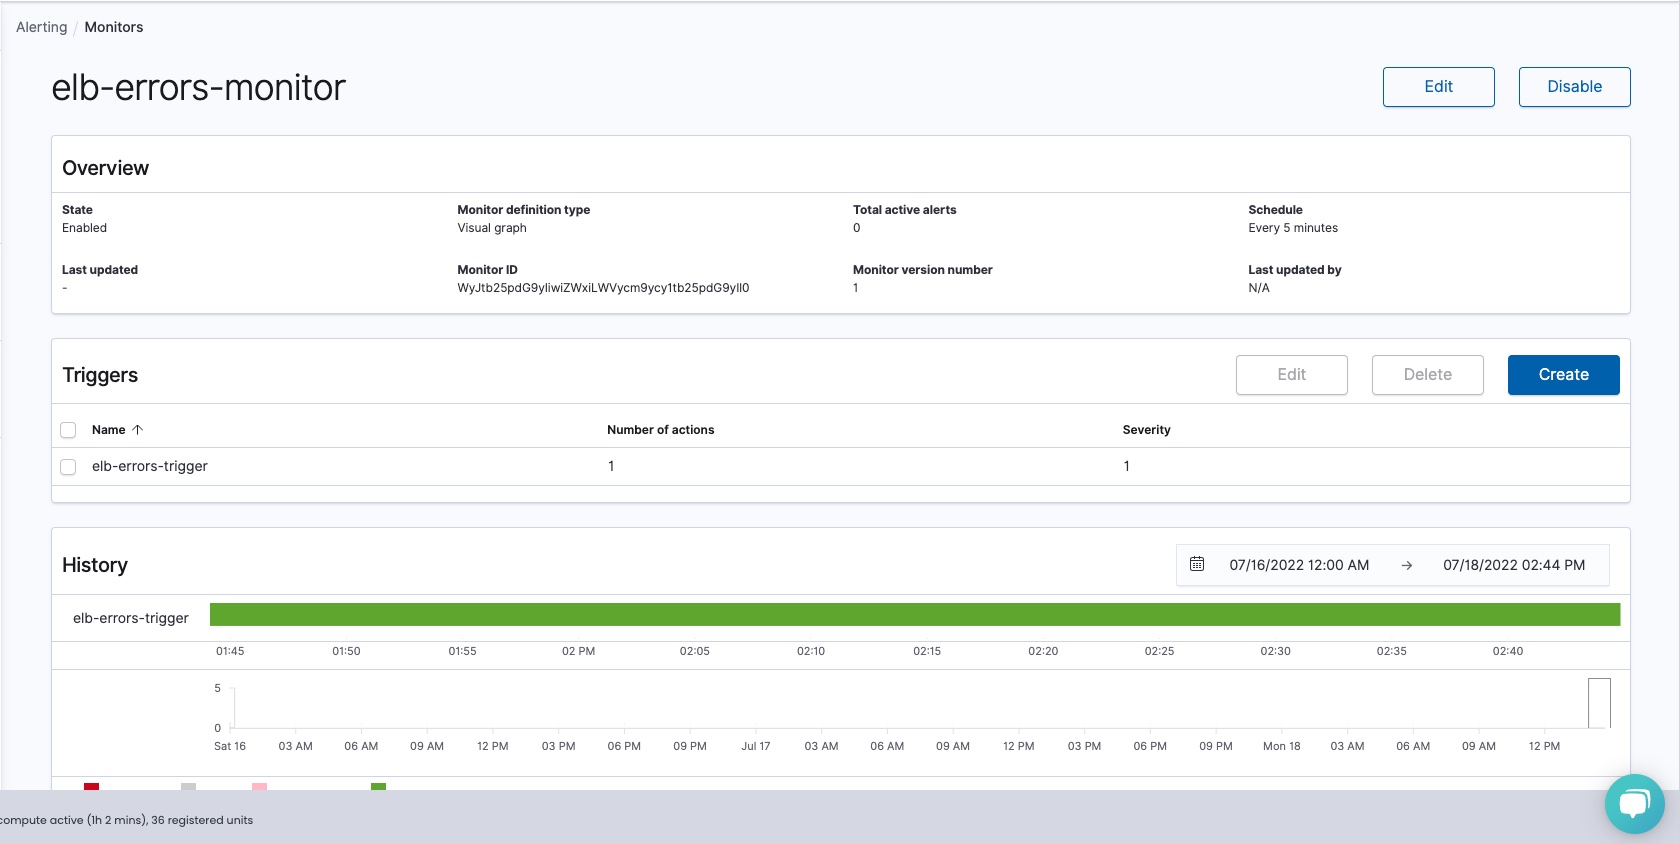 Alerting / Monitors
elb-errors-monitor
Edit
Disable
Overview
State
Monitor definition type
Total active alerts
Schedule
Enabled
Visual graph
0
Every 5 minutes
Last updated
Monitor ID
Monitor version number
Last updated by
-
WyJtb25pdG9yIiwiZWxiLWVycm9ycy1tb25pdG9yIl0
1
N/A
Triggers
Edit
Delete
Create
Name
Number of actions
Severity
elb-errors-trigger
1
1
History
07/16/2022 12:00 AM → 07/18/2022 02:44 PM
elb-errors-trigger
01:45 01:50 01:55 02 PM 02:05 02:10 02:15 02:20 02:25 02:30 02:35 02:40
5
0
Sat 16 03 AM 06 AM 09 AM 12 PM 03 PM 06 PM 09 PM Jul 17 03 AM 06 AM 09 AM 12 PM 03 PM 06 PM 09 PM Mon 18 03 AM 06 AM 09 AM 12 PM
compute active (1h 2 mins), 36 registered units